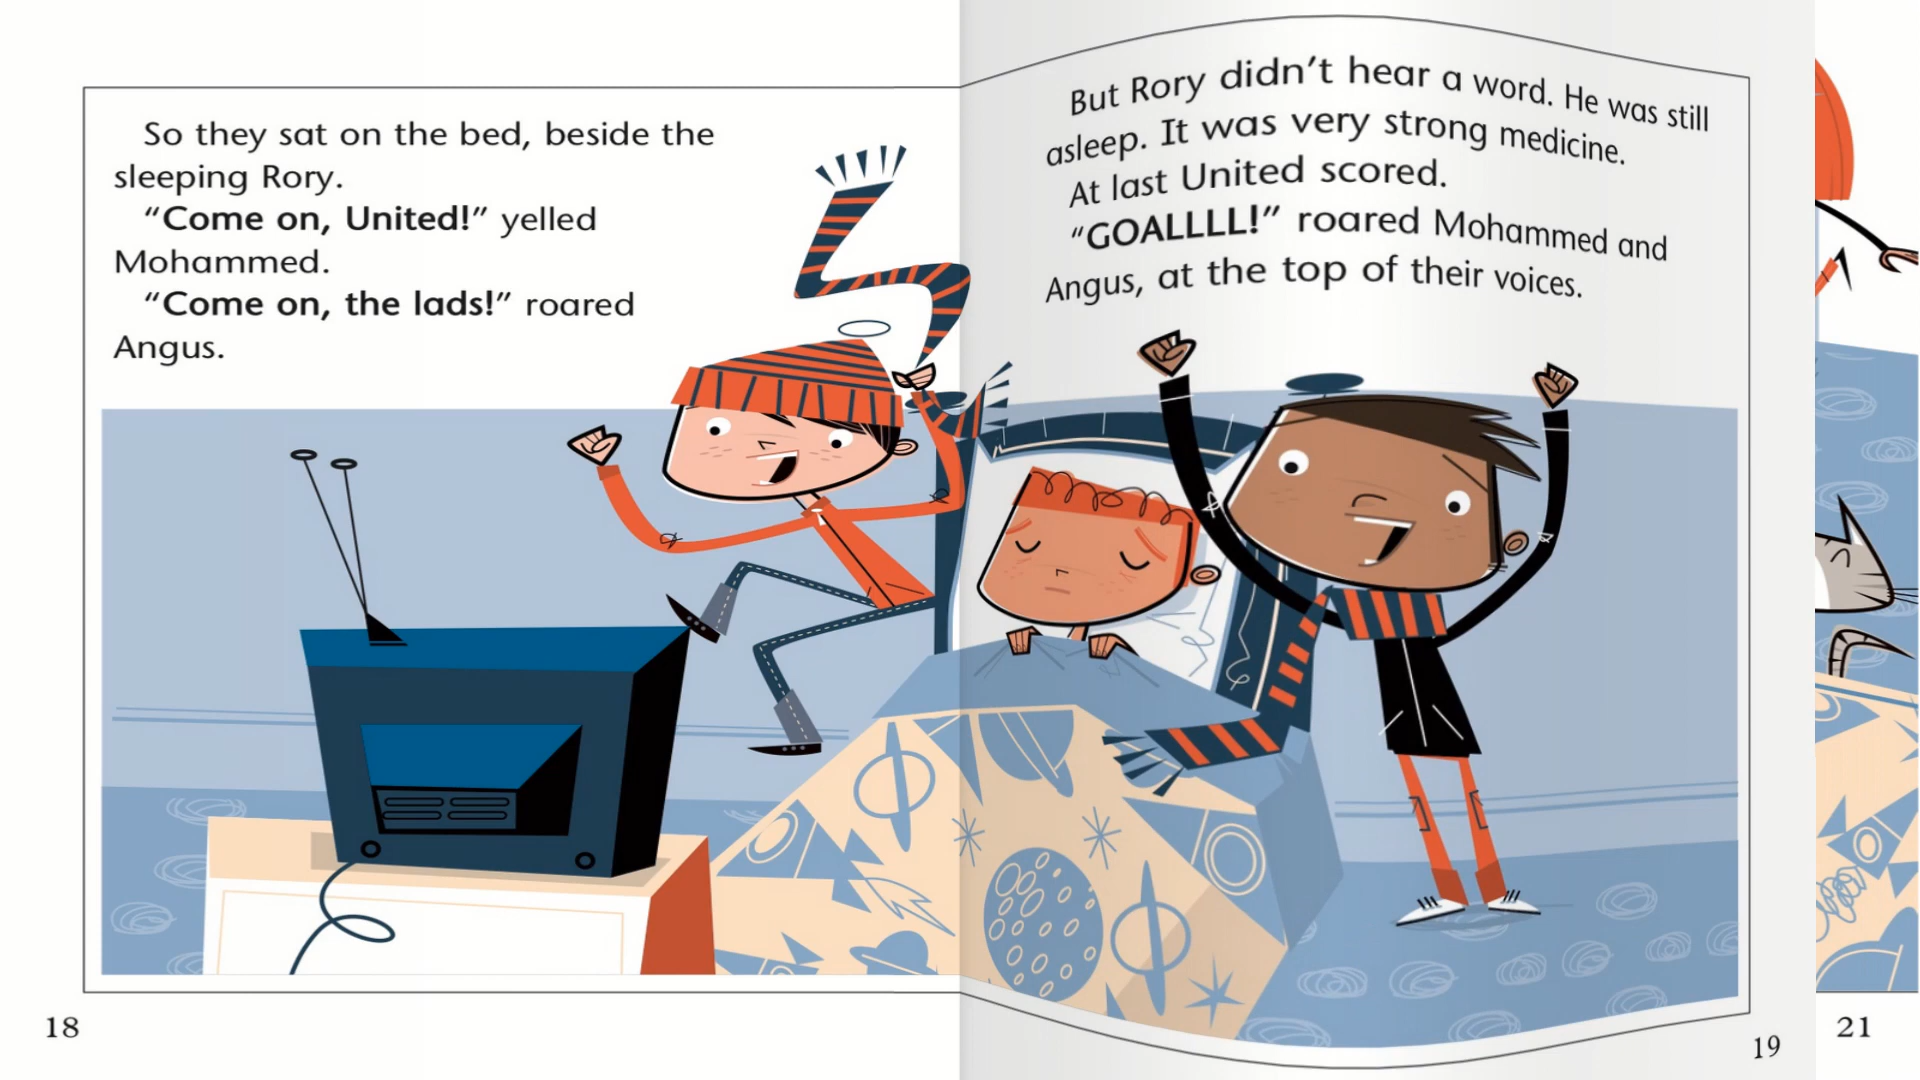 So they sat on the bed, beside the
sleeping Rory.
“Come on, United!” yelled
Mohammed.
“Come on, the lads!” roared
Angus.
18
But Rory didn’t hear a word. He was still
asleep. It was very strong medicine.
At last United scored.
“GOALLLL!” roared Mohammed and
Angus, at the top of their voices.
19
21